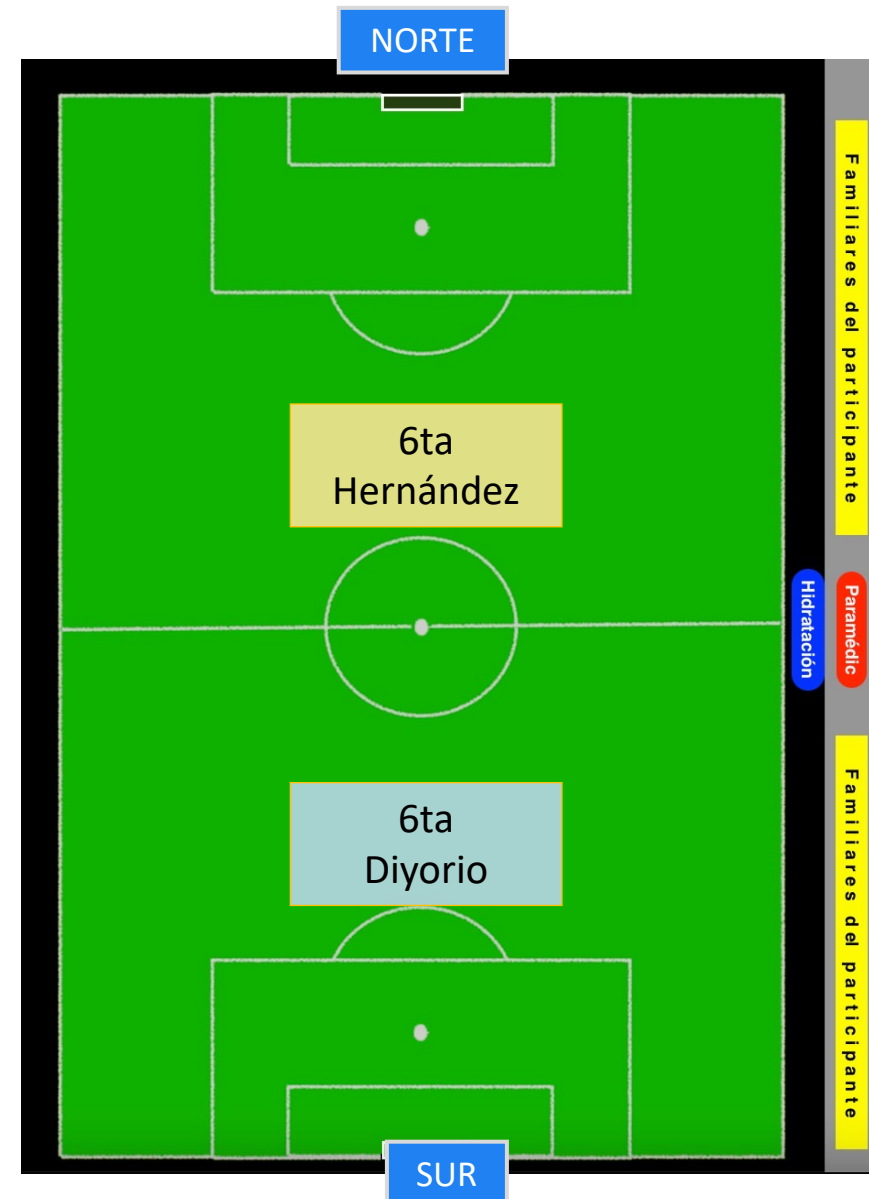 NORTE
Familiares del participante
6ta
Hernández
Hidratación
Paramédic
6ta
Diyorio
Familiares del participante
SUR